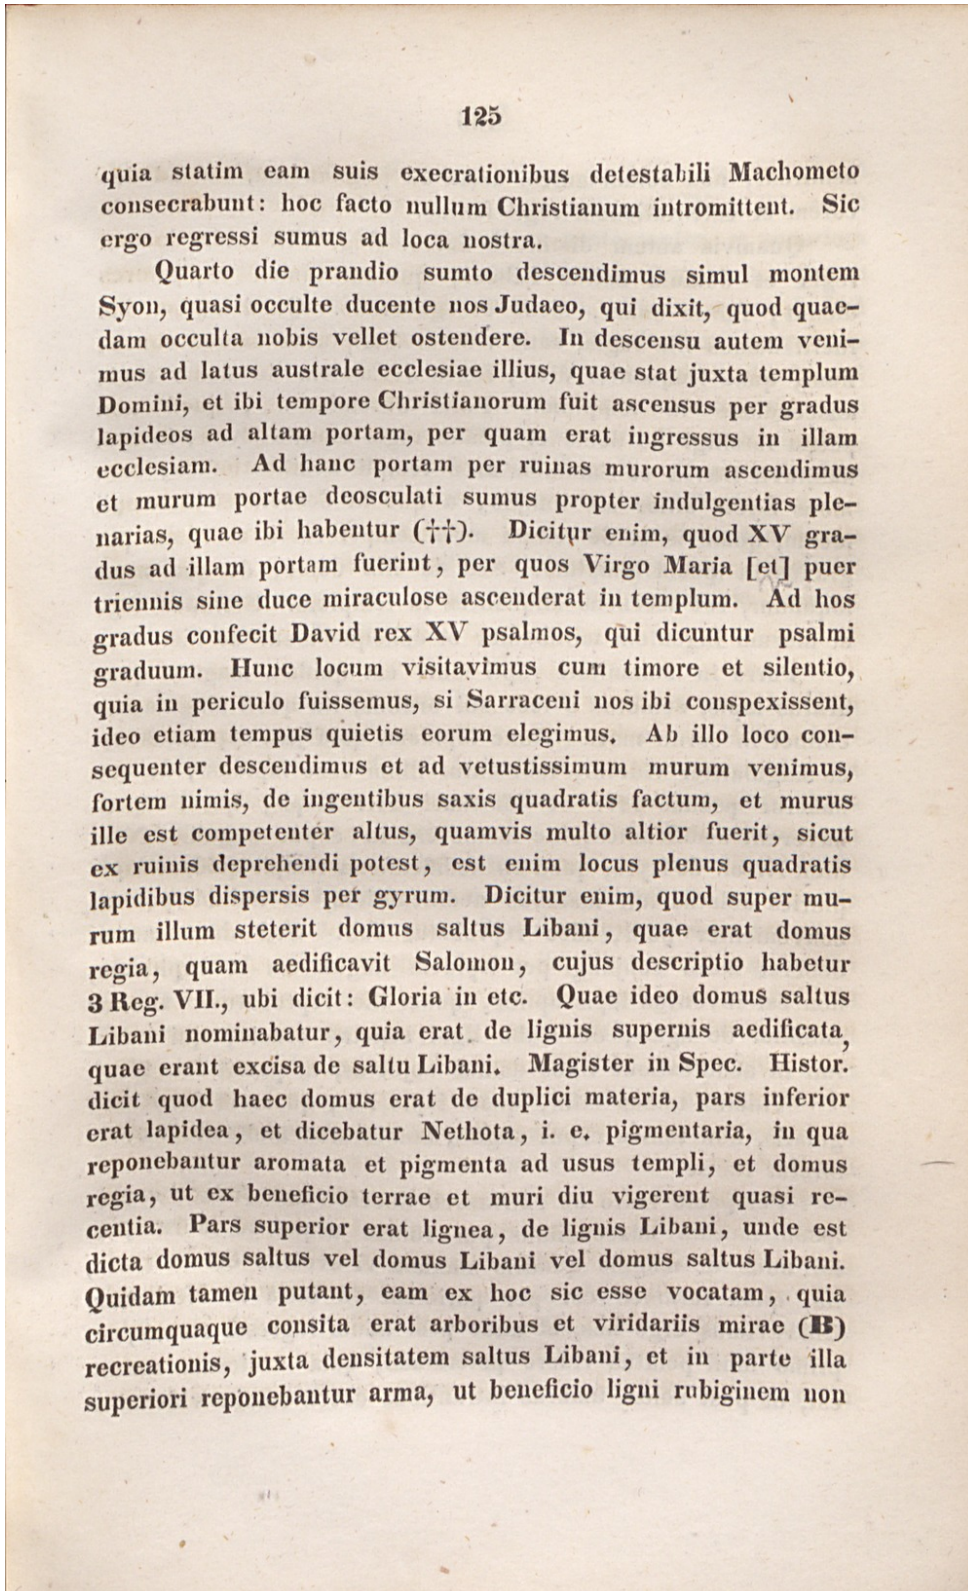 125
quia statim eam suis execrationibus detestabili Machometo
consecrabunt: hoc facto nullum Christianum intromittent. Sic
ergo regressi sumus ad loca nostra.
Quarto die prandio sumto descendimus simul montem
Syon, quasi occulte ducente nos Judaeo, qui dixit, quod quae-
dam occulta nobis vellet ostendere. In descensu autem veni-
mus ad latus australe ecclesiae illius, quae stat juxta templum
Domini, et ibi tempore Christianorum fuit ascensus per gradus
lapideos ad altam portam, per quam erat ingressus in illam
ecclesiam. Ad hanc portam per ruinas murorum ascendimus
et murum portae deosculati sumus propter indulgentias ple-
narias, quae ibi habentur (††). Dicitur enim, quod XV gra-
dus ad illam portam fuerint, per quos Virgo Maria [et] puer
triennis sine duce miraculose ascenderat in templum. Ad hos
gradus confecit David rex XV psalmos, qui dicuntur psalmi
graduum. Hunc locum visitavimus cum timore et silentio,
quia in periculo fuissemus, si Sarraceni nos ibi conspexissent,
ideo etiam tempus quietis eorum elegimus. Ab illo loco con-
sequenter descendimus et ad vetustissimum murum venimus,
fortem nimis, de ingentibus saxis quadratis factum, et murus
ille est competenter altus, quamvis multo altior fuerit, sicut
ex ruinis deprehendi potest, est enim locus plenus quadratis
lapidibus dispersis per gyrum. Dicitur enim, quod super mu-
rum illum steterit domus saltus Libani, quae erat domus
regia, quam aedificavit Salomon, cujus descriptio habetur
3 Reg. VII., ubi dicit: Gloria in etc. Quae ideo domus saltus
Libani nominabatur, quia erat de lignis supernis aedificata,
quae erant excisa de saltu Libani. Magister in Spec. Histor.
dicit quod haec domus erat de duplici materia, pars inferior
erat lapidea, et dicebatur Nethota, i. e. pigmentaria, in qua
reponebantur aromata et pigmenta ad usus templi, et domus
regia, ut ex beneficio terrae et muri diu vigerent quasi re-
centia. Pars superior erat lignea, de lignis Libani, unde est
dicta domus saltus vel domus Libani vel domus saltus Libani.
Quidam tamen putant, eam ex hoc sic esse vocatam, quia
circumquaque consita erat arboribus et viridariis mirae (B)
recreationis, juxta densitatem saltus Libani, et in parte illa
superiori reponebantur arma, ut beneficio ligni rubiginem non